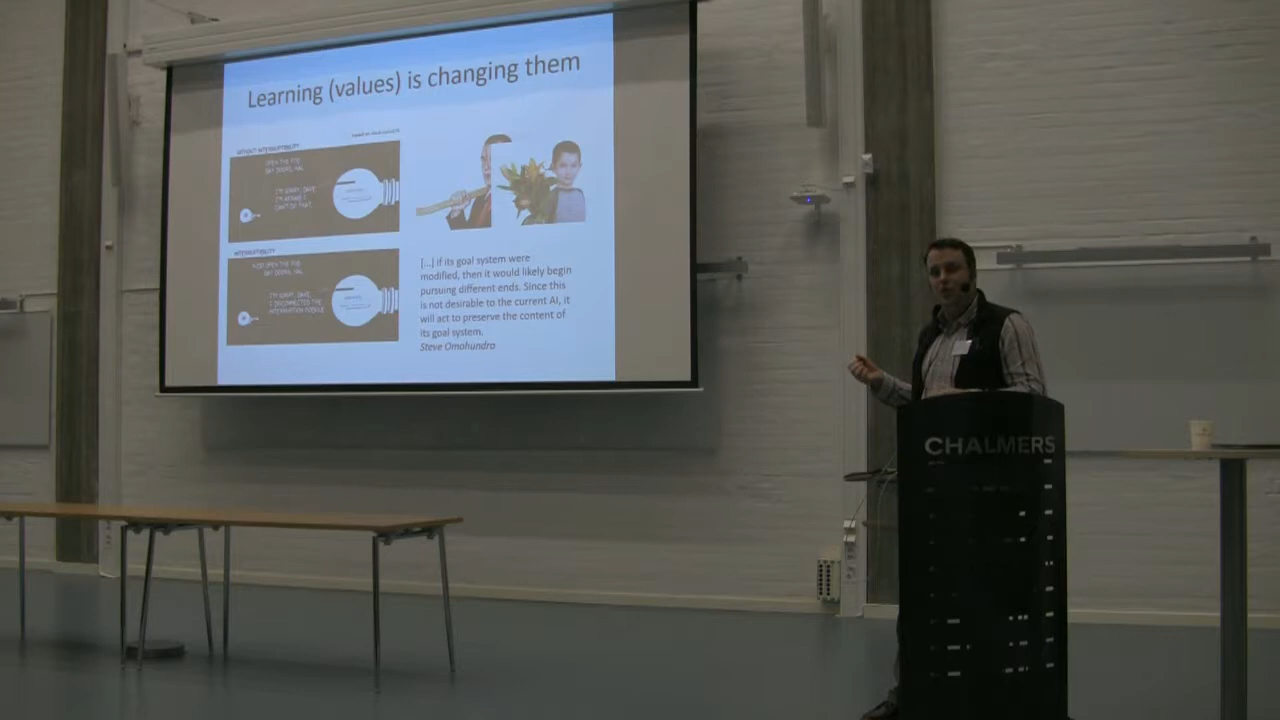 Learning (values) is changing them
WITHOUT INTERRUPTIBILITY
OPEN THE POD
BAY DOORS, HAL.
I'M SORRY, DAVE.
I'M AFRAID I
CAN'T DO THAT.
INTERRUPTIBILITY
OPEN THE POD
BAY DOORS, HAL.
I'M SORRY, DAVE.
I DISCONNECTED THE
[...] if its goal system were
modified, then it would likely begin
pursuing different ends. Since this
is not desirable to the current AI, it
will act to preserve the content of
its goal system.
Steve Omohundra
CHALMERS